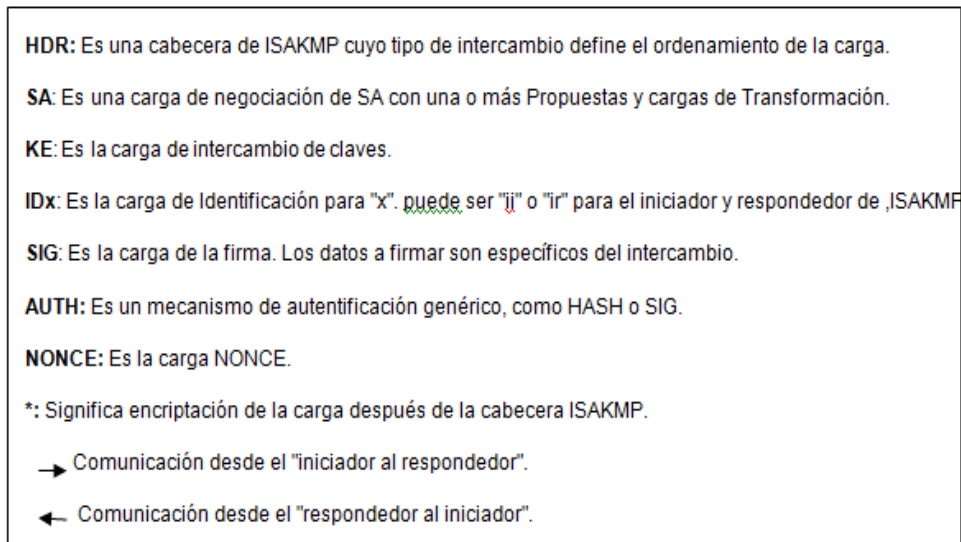 HDR: Es una cabecera de ISAKMP cuyo tipo de intercambio define el ordenamiento de la carga.
SA: Es una carga de negociación de SA con una o más Propuestas y cargas de Transformación.
KE: Es la carga de intercambio de claves.
IDx: Es la carga de Identificación para "x". puede ser "ii" o "ir" para el iniciador y respondedor de ,ISAKMP
SIG: Es la carga de la firma. Los datos a firmar son específicos del intercambio.
AUTH: Es un mecanismo de autentificación genérico, como HASH o SIG.
NONCE: Es la carga NONCE.
*: Significa encriptación de la carga después de la cabecera ISAKMP.
→ Comunicación desde el "iniciador al respondedor".
← Comunicación desde el "respondedor al iniciador".